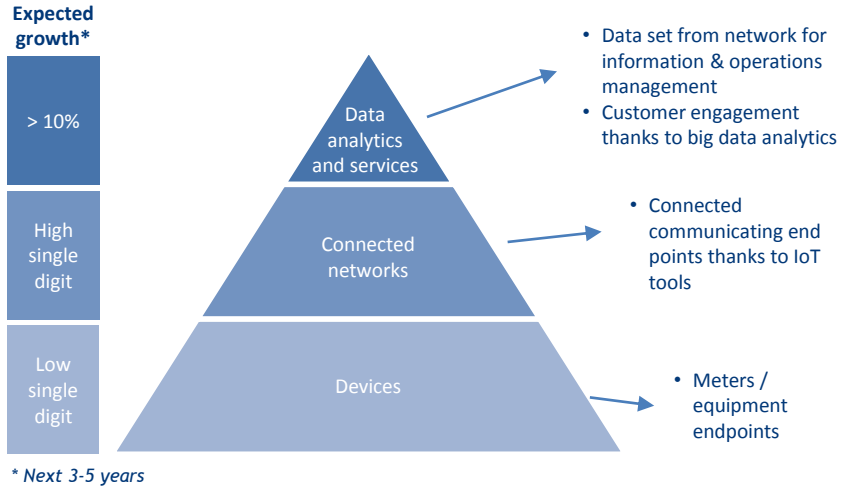 Expected
growth*
> 10%
Data
analytics
and services
• Data set from network for
information & operations
management
• Customer engagement
thanks to big data analytics
High
single
digit
Connected
networks
• Connected
communicating end
points thanks to IoT
tools
Low
single
digit
Devices
• Meters /
equipment
endpoints
* Next 3-5 years